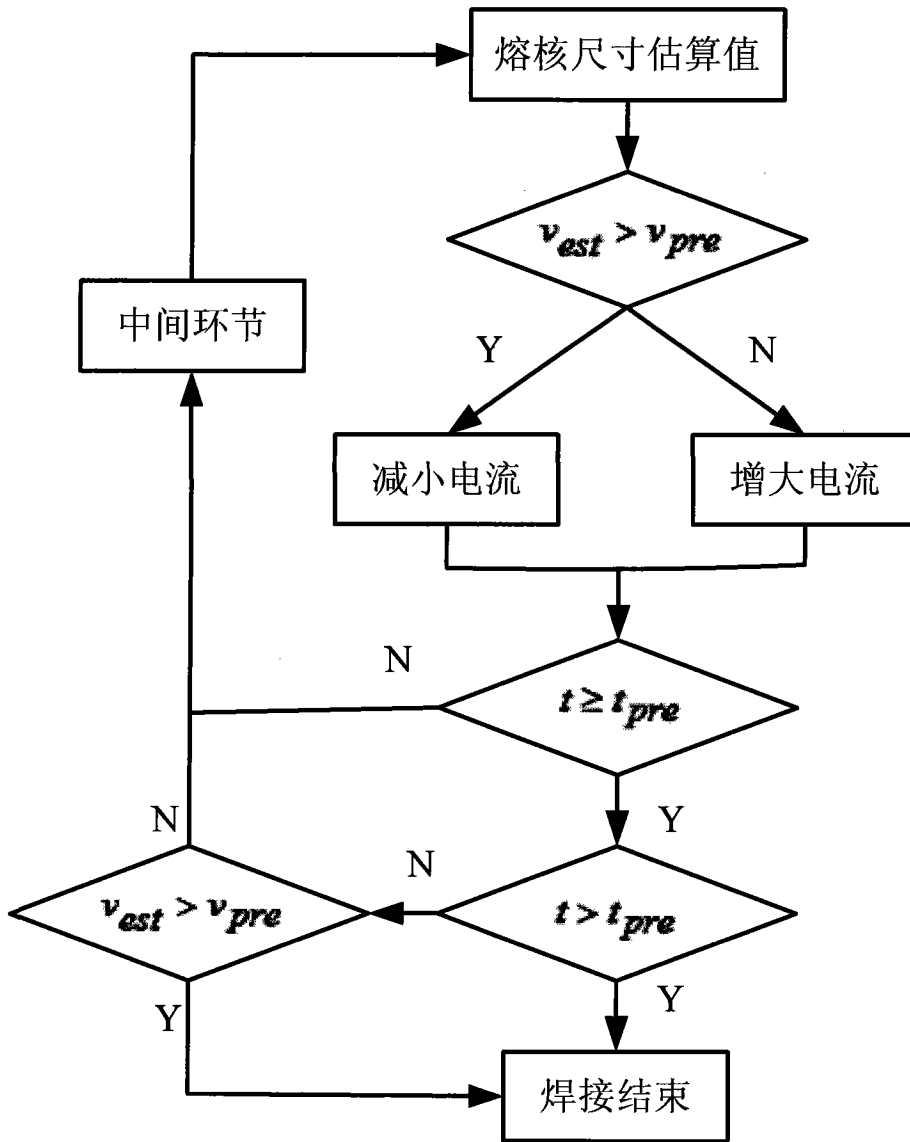 熔核尺寸估算值
v_est > v_pre
中间环节
Y
N
减小电流
增大电流
N
t ≥ t_pre
N
Y
N
v_est > v_pre
t > t_pre
Y
Y
焊接结束